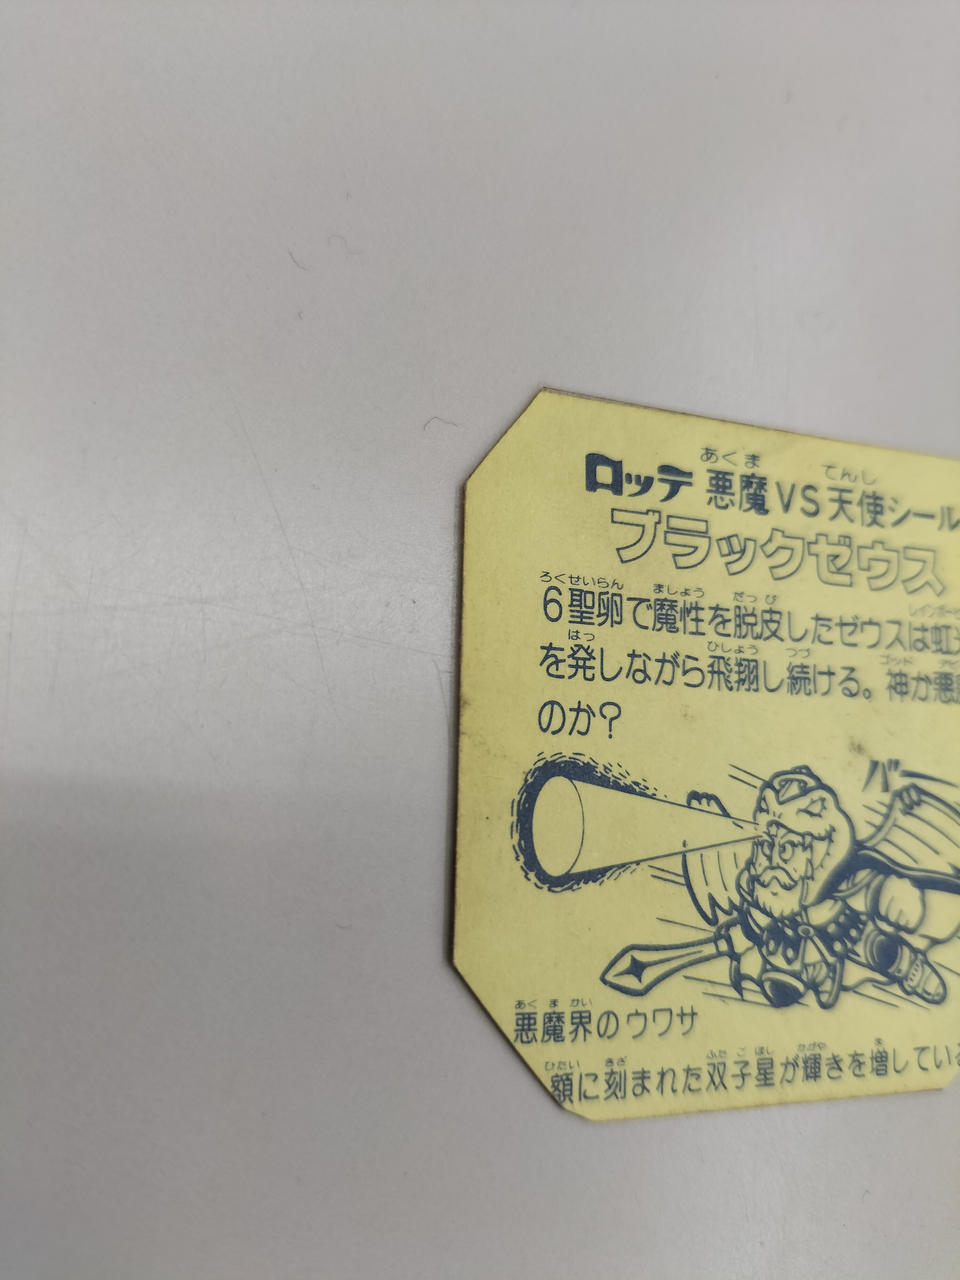 ロッテ 悪魔VS天使シール
ブラックゼウス
6聖卵で魔性を脱皮したゼウスは虹
を発しながら飛翔し続ける。神か悪
のか？
バ
悪魔界のウワサ
額に刻まれた双子星が輝きを増している